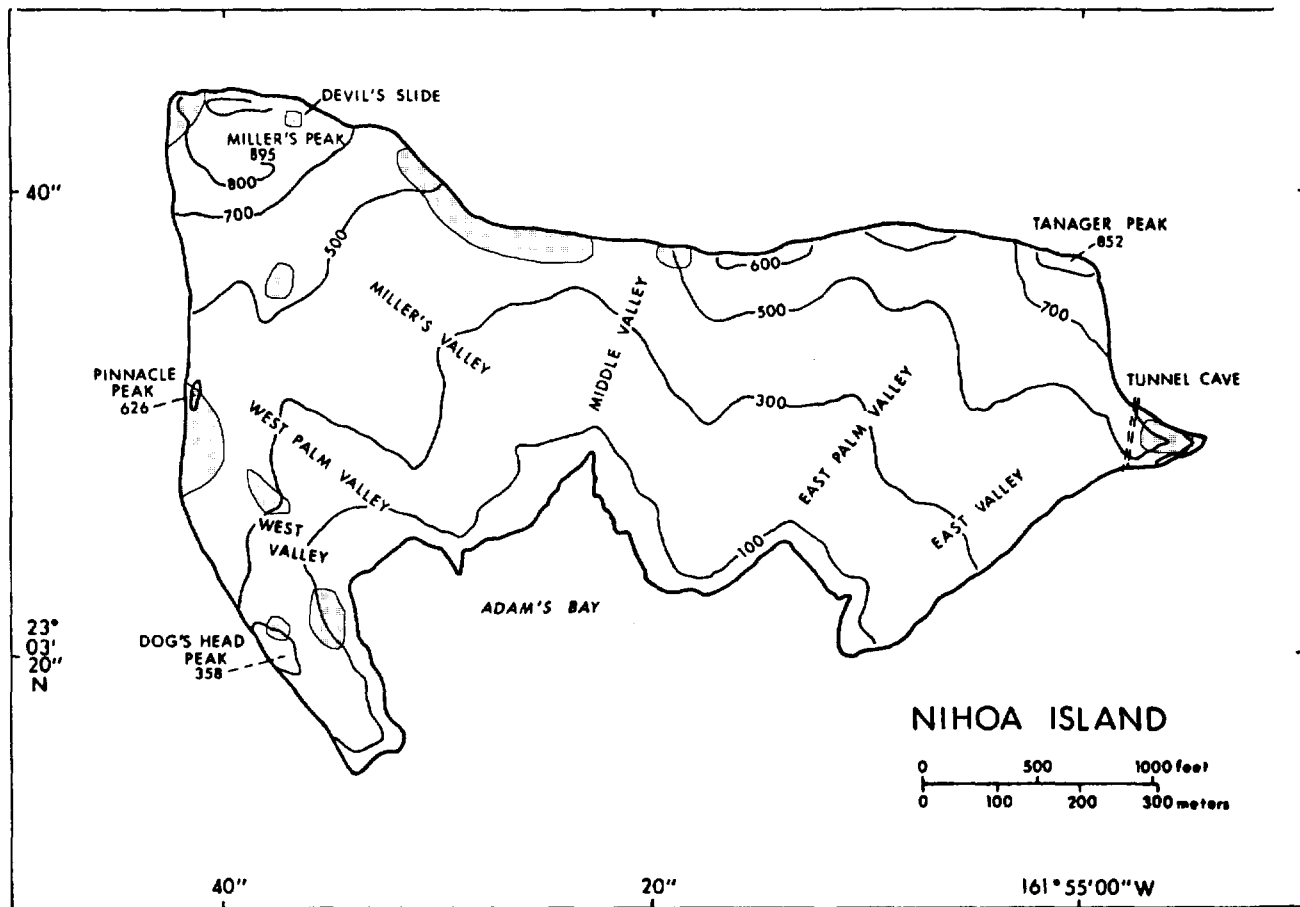 DEVIL'S SLIDE
MILLER'S PEAK
895
800
700
500
40"
TANAGER PEAK
852
600
500
700
MILLER'S VALLEY
MIDDLE VALLEY
PINNACLE
PEAK
626
TUNNEL CAVE
300
WEST PALM VALLEY
EAST PALM VALLEY
EAST VALLEY
WEST
VALLEY
100
ADAM'S BAY
23°
03'
20"
N
DOG'S HEAD
PEAK
358
NIHOA ISLAND
0 500 1000 feet
0 100 200 300 meters
40" 20" 161°55'00"W